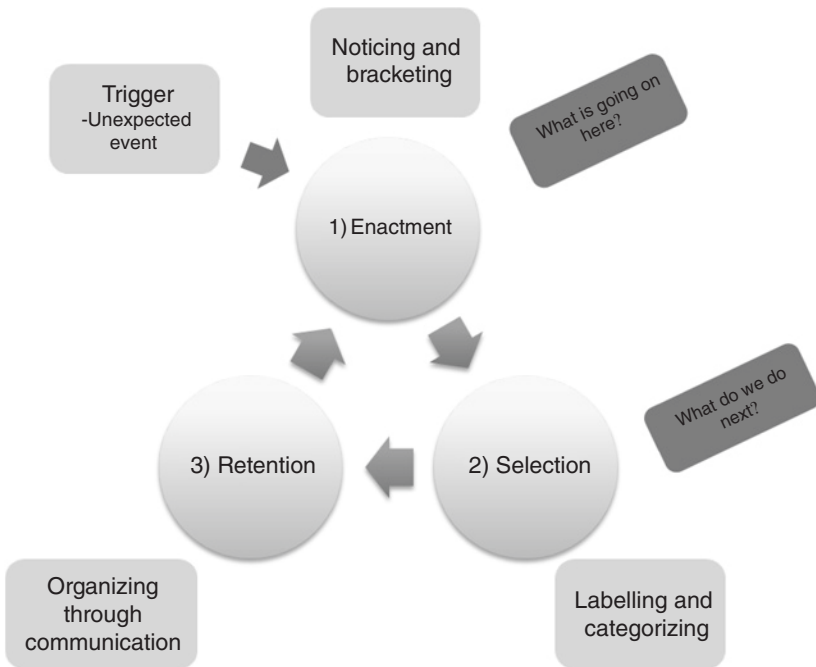 Noticing and
bracketing
Trigger
-Unexpected
event
What is going on
here?
1) Enactment
What do we do
next?
3) Retention
2) Selection
Organizing
through
communication
Labelling and
categorizing